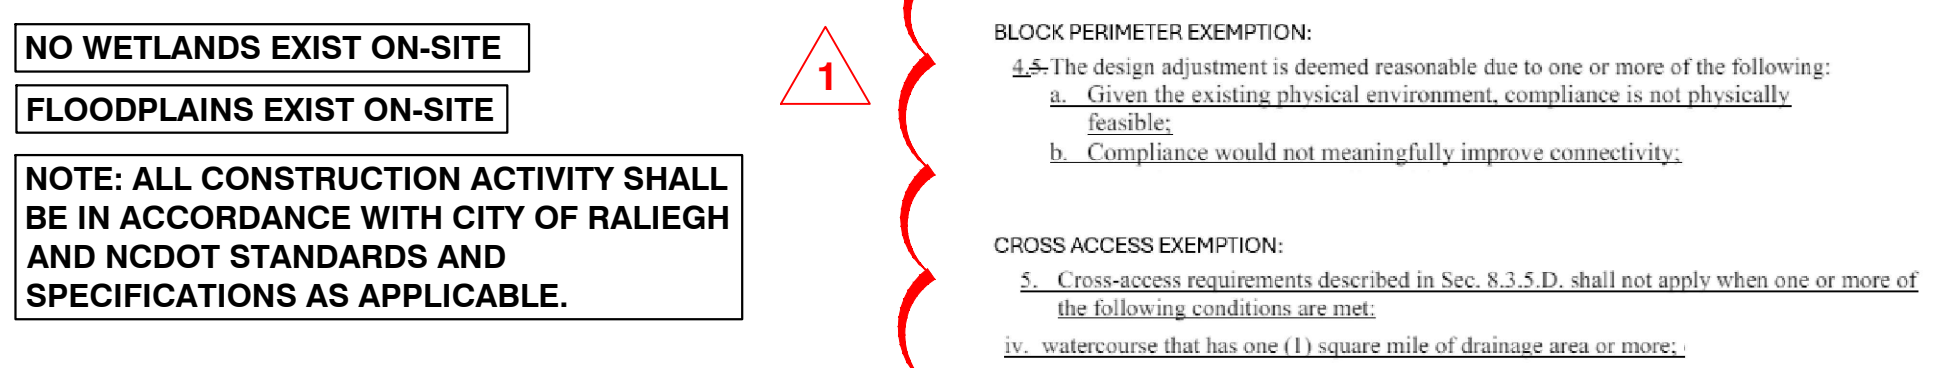 NO WETLANDS EXIST ON-SITE
FLOODPLAINS EXIST ON-SITE
NOTE: ALL CONSTRUCTION ACTIVITY SHALL
BE IN ACCORDANCE WITH CITY OF RALIEGH
AND NCDOT STANDARDS AND
SPECIFICATIONS AS APPLICABLE.
1
BLOCK PERIMETER EXEMPTION:
4.5. The design adjustment is deemed reasonable due to one or more of the following:
a. Given the existing physical environment, compliance is not physically
feasible;
b. Compliance would not meaningfully improve connectivity;
CROSS ACCESS EXEMPTION:
5. Cross-access requirements described in Sec. 8.3.5.D. shall not apply when one or more of
the following conditions are met:
iv. watercourse that has one (1) square mile of drainage area or more;